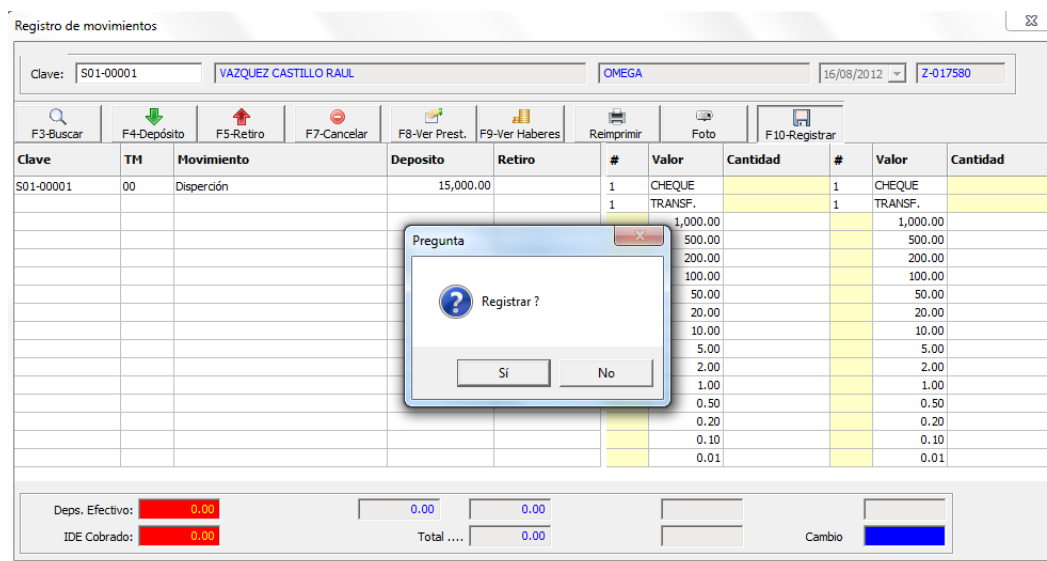 Registro de movimientos
Clave: S01-00001 VAZQUEZ CASTILLO RAUL OMEGA 16/08/2012 Z-017580
F3-Buscar F4-Depósito F5-Retiro F7-Cancelar F8-Ver Prest. F9-Ver Haberes Reimprimir Foto F10-Registrar
Clave TM Movimiento Deposito Retiro # Valor Cantidad # Valor Cantidad
S01-00001 00 Disperción 15,000.00 1 CHEQUE 1 CHEQUE
1 TRANSF. 1 TRANSF.
1,000.00 1,000.00
Pregunta
500.00 500.00
200.00 200.00
100.00 100.00
Registrar ?
50.00 50.00
20.00 20.00
10.00 10.00
5.00 5.00
Sí No
2.00 2.00
1.00 1.00
0.50 0.50
0.20 0.20
0.10 0.10
0.01 0.01
Deps. Efectivo: 0.00 0.00 0.00
IDE Cobrado: 0.00 Total .... 0.00 Cambio